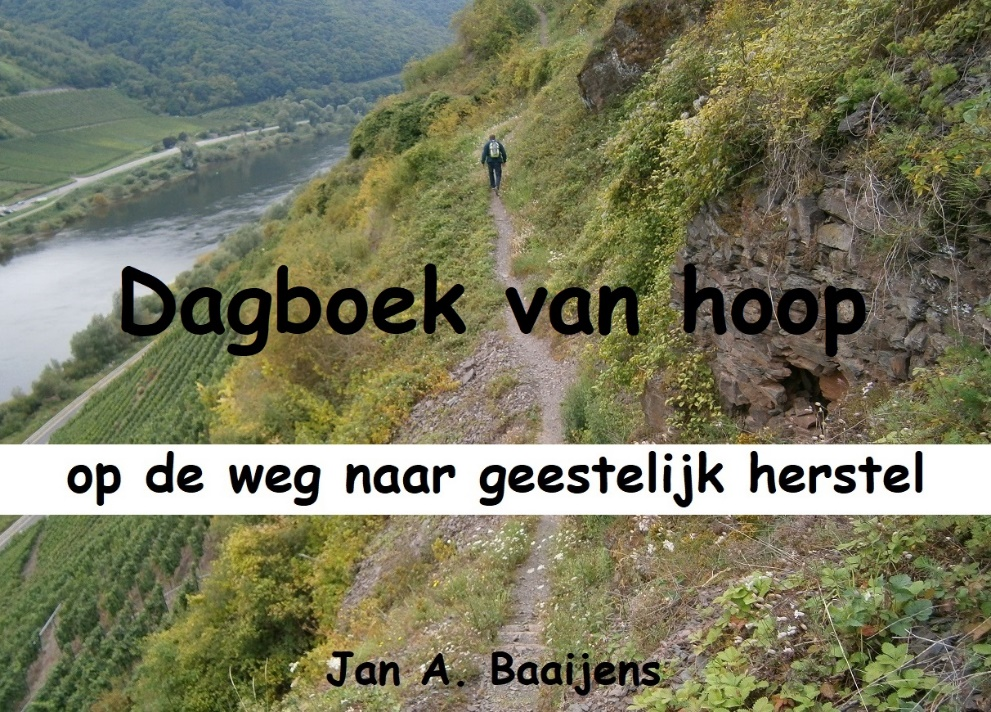 Dagboek van hoop
op de weg naar geestelijk herstel
Jan A. Baaijens